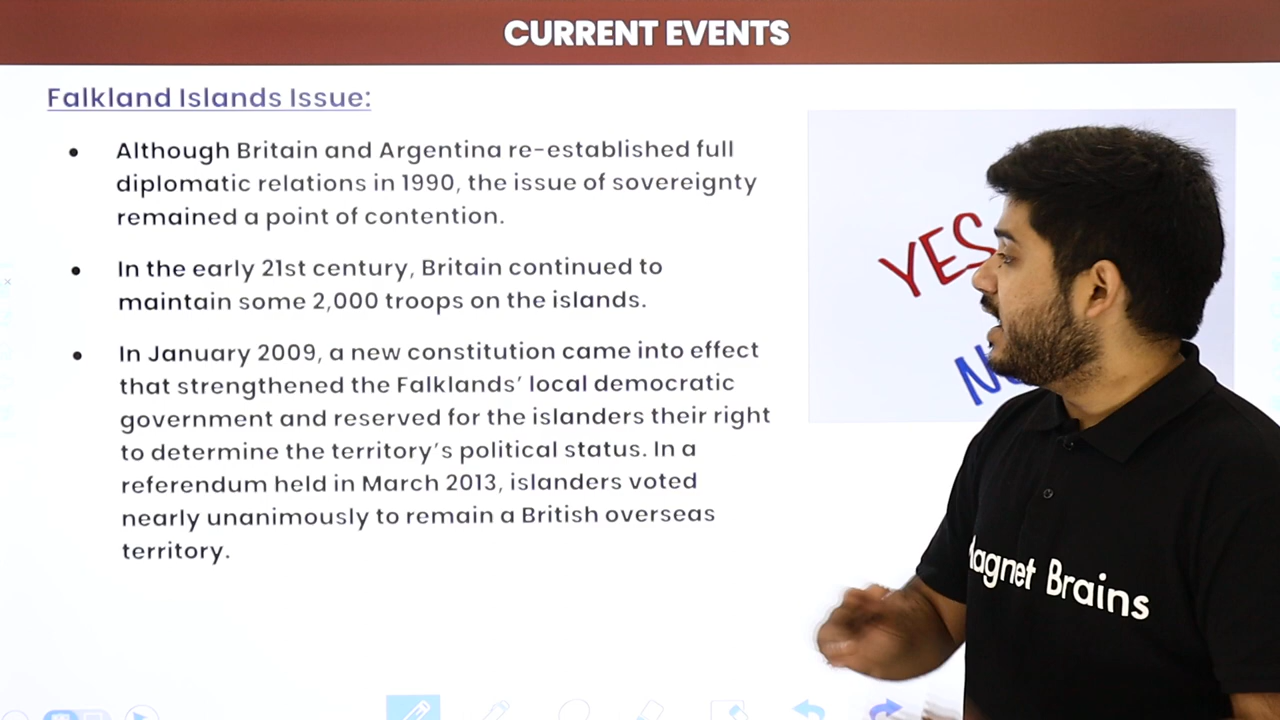 CURRENT EVENTS
Falkland Islands Issue:
• Although Britain and Argentina re-established full
diplomatic relations in 1990, the issue of sovereignty
remained a point of contention.
• In the early 21st century, Britain continued to
maintain some 2,000 troops on the islands.
• In January 2009, a new constitution came into effect
that strengthened the Falklands' local democratic
government and reserved for the islanders their right
to determine the territory's political status. In a
referendum held in March 2013, islanders voted
nearly unanimously to remain a British overseas
territory.
YES
Magnet Brains